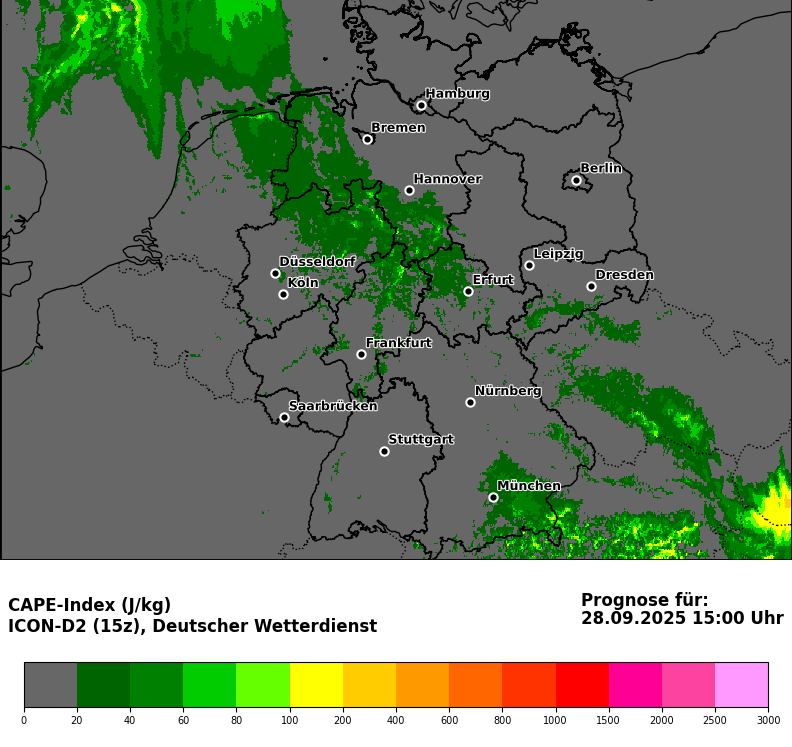 Hamburg
Bremen
Berlin
Hannover
Leipzig
Düsseldorf
Dresden
Köln
Erfurt
Frankfurt
Nürnberg
Saarbrücken
Stuttgart
München
CAPE-Index (J/kg)
ICON-D2 (15z), Deutscher Wetterdienst
Prognose für:
28.09.2025 15:00 Uhr
0 20 40 60 80 100 200 400 600 800 1000 1500 2000 2500 3000